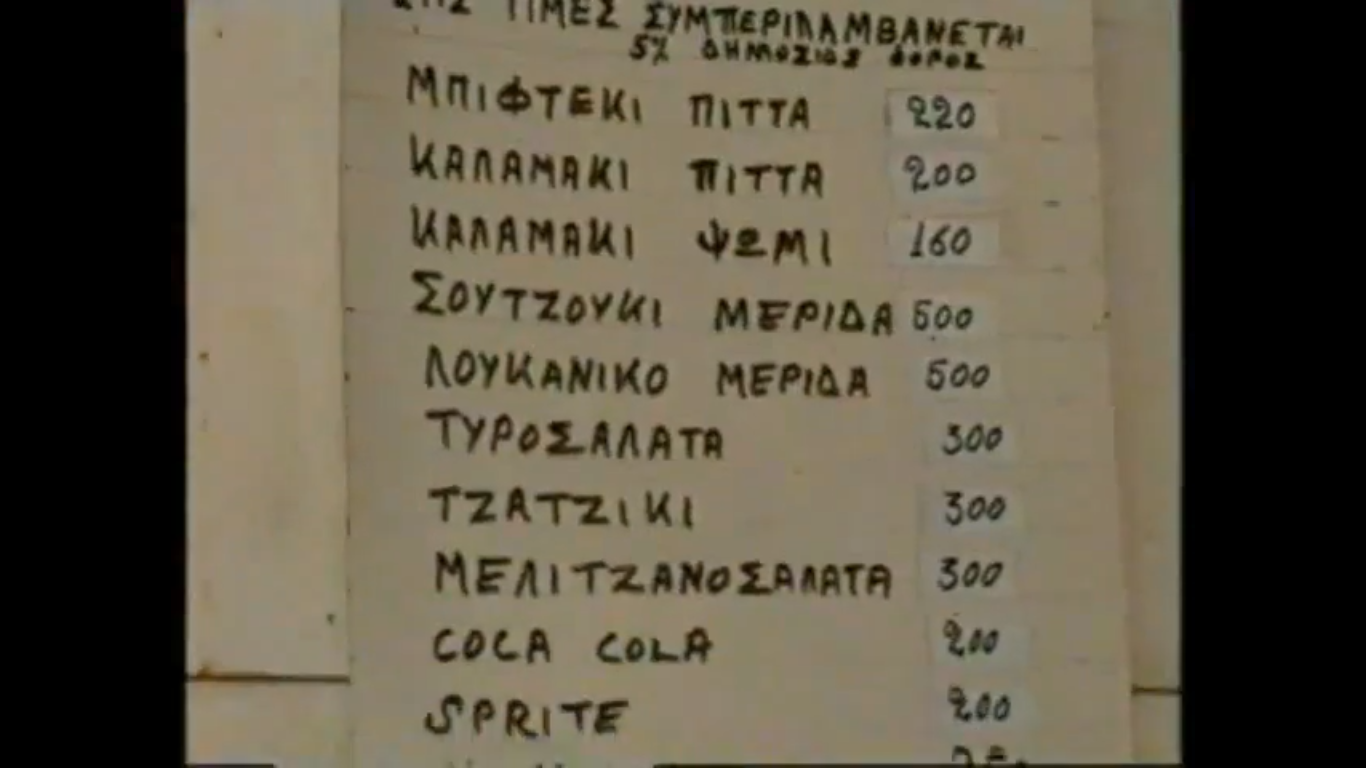 ΤΙΜΕΣ ΣΥΜΠΕΡΙΛΑΜΒΑΝΕΤΑΙ
5% ΔΗΜΟΣΙΟΣ ΦΟΡΟΣ
ΜΠΙΦΤΕΚΙ ΠΙΤΤΑ 220
ΚΑΛΑΜΑΚΙ ΠΙΤΤΑ 200
ΚΑΛΑΜΑΚΙ ΨΩΜΙ 160
ΣΟΥΤΖΟΥΚΙ ΜΕΡΙΔΑ 500
ΛΟΥΚΑΝΙΚΟ ΜΕΡΙΔΑ 500
ΤΥΡΟΣΑΛΑΤΑ 300
ΤΖΑΤΖΙΚΙ 300
ΜΕΛΙΤΖΑΝΟΣΑΛΑΤΑ 300
COCA COLA 200
SPRITE 200